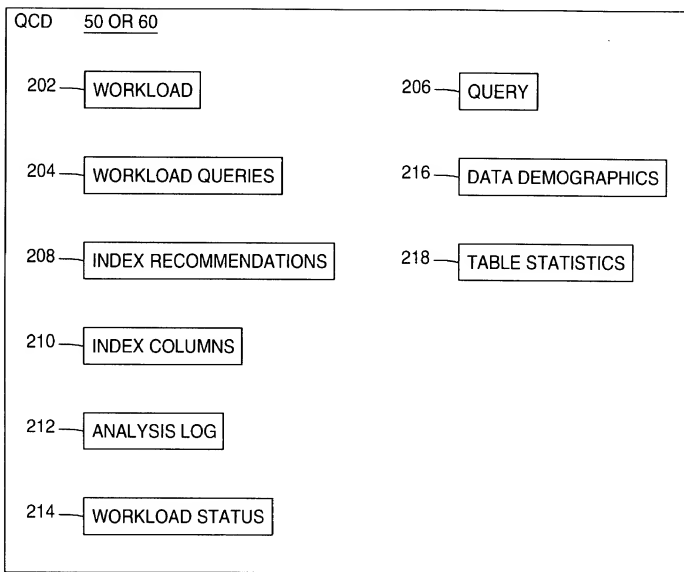 QCD 50 OR 60
202 WORKLOAD
206 QUERY
204 WORKLOAD QUERIES
216 DATA DEMOGRAPHICS
208 INDEX RECOMMENDATIONS
218 TABLE STATISTICS
210 INDEX COLUMNS
212 ANALYSIS LOG
214 WORKLOAD STATUS